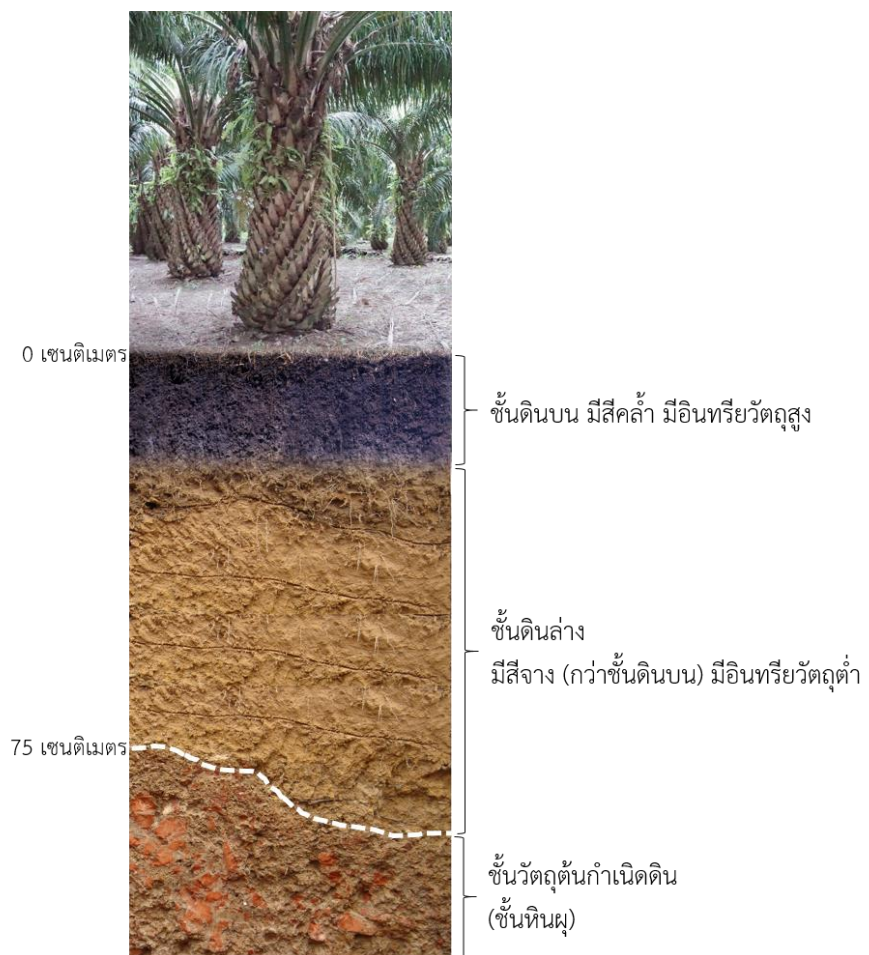 0 เซนติเมตร
ชั้นดินบน มีสีคล้ำ มีอินทรียวัตถุสูง
ชั้นดินล่าง
มีสีจาง (กว่าชั้นดินบน) มีอินทรียวัตถุต่ำ
75 เซนติเมตร
ชั้นวัตถุต้นกำเนิดดิน
(ชั้นหินผุ)